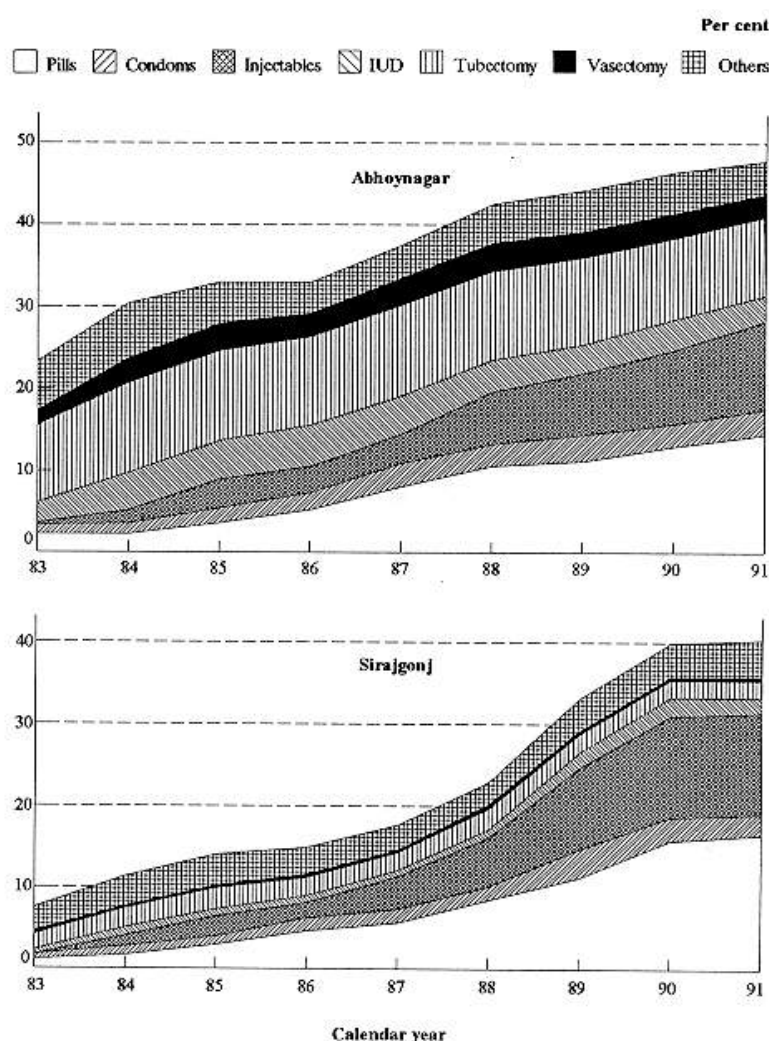 Per cent
Pills Condoms Injectables IUD Tubectomy Vasectomy Others
50
Abhoynagar
40
30
20
10
0
83 84 85 86 87 88 89 90 91
40
Sirajgonj
30
20
10
0
83 84 85 86 87 88 89 90 91
Calendar year